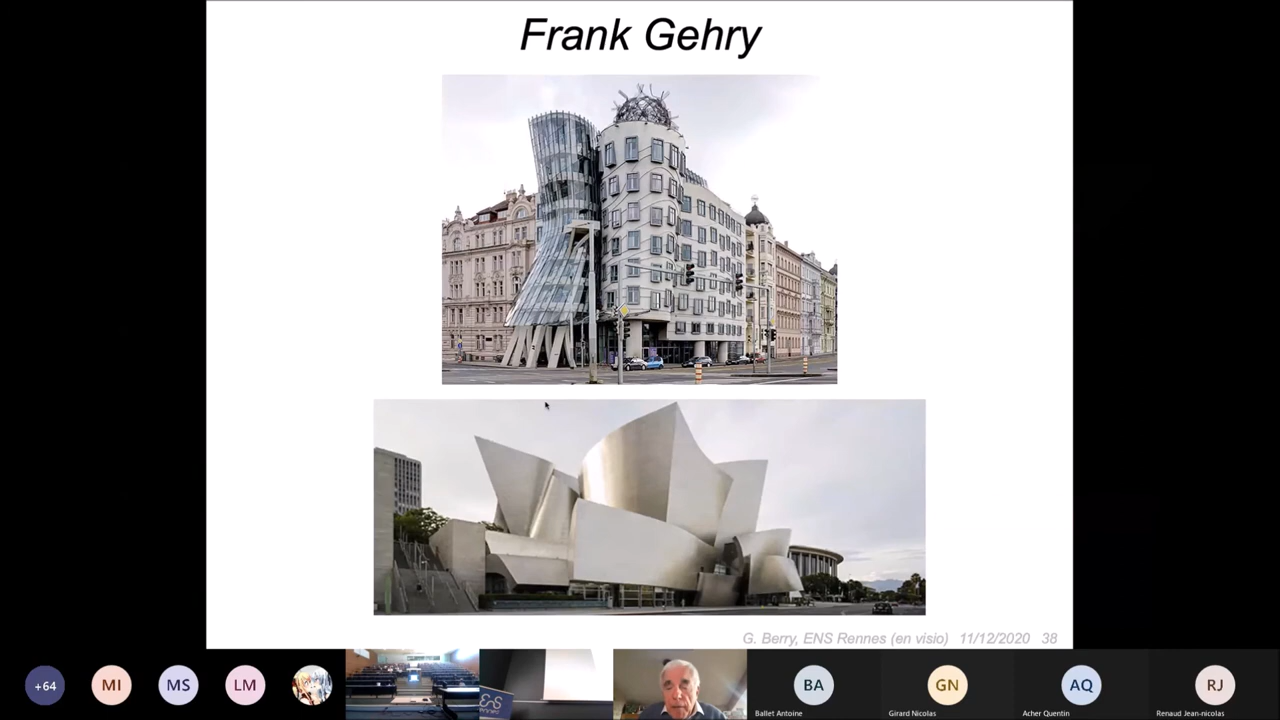 Frank Gehry
G. Berry, ENS Rennes (en visio) 11/12/2020 38
+64
MI
MS
LM
ens
BA
GN
AQ
RJ
Ballet Antoine
Girard Nicolas
Acher Quentin
Renaud Jean-nicolas